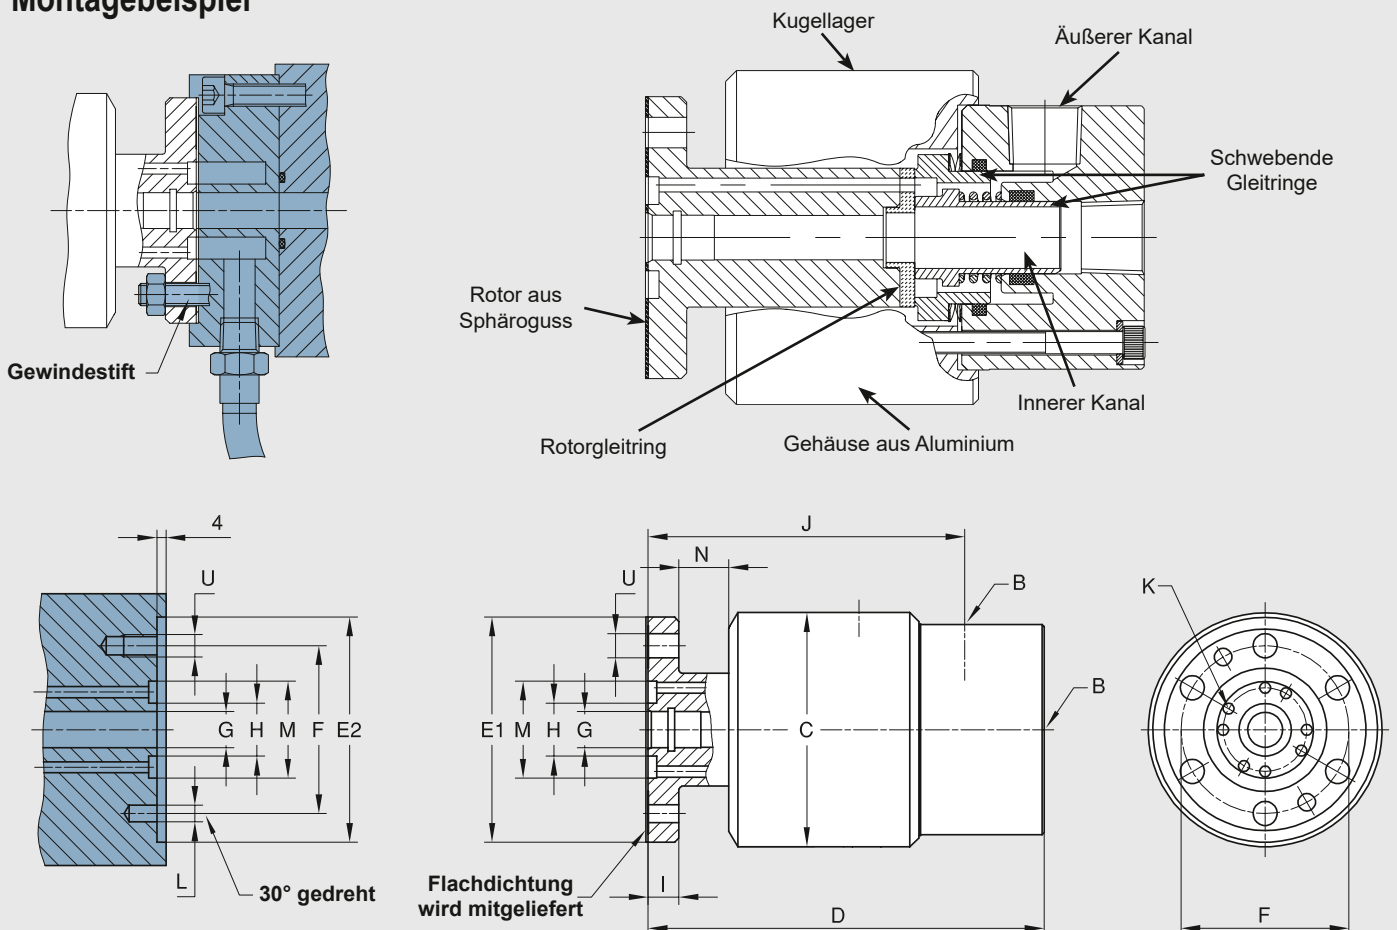 Montagebeispiel
Kugellager
Äußerer Kanal
Schwebende
Gleitringe
Rotor aus
Sphäroguss
Gewindestift
Innerer Kanal
Rotorgleitring
Gehäuse aus Aluminium
4
U
G H M F E2
L
30° gedreht
J
N
U
B
E1 M H G
C
B
Flachdichtung
wird mitgeliefert
I
D
K
F